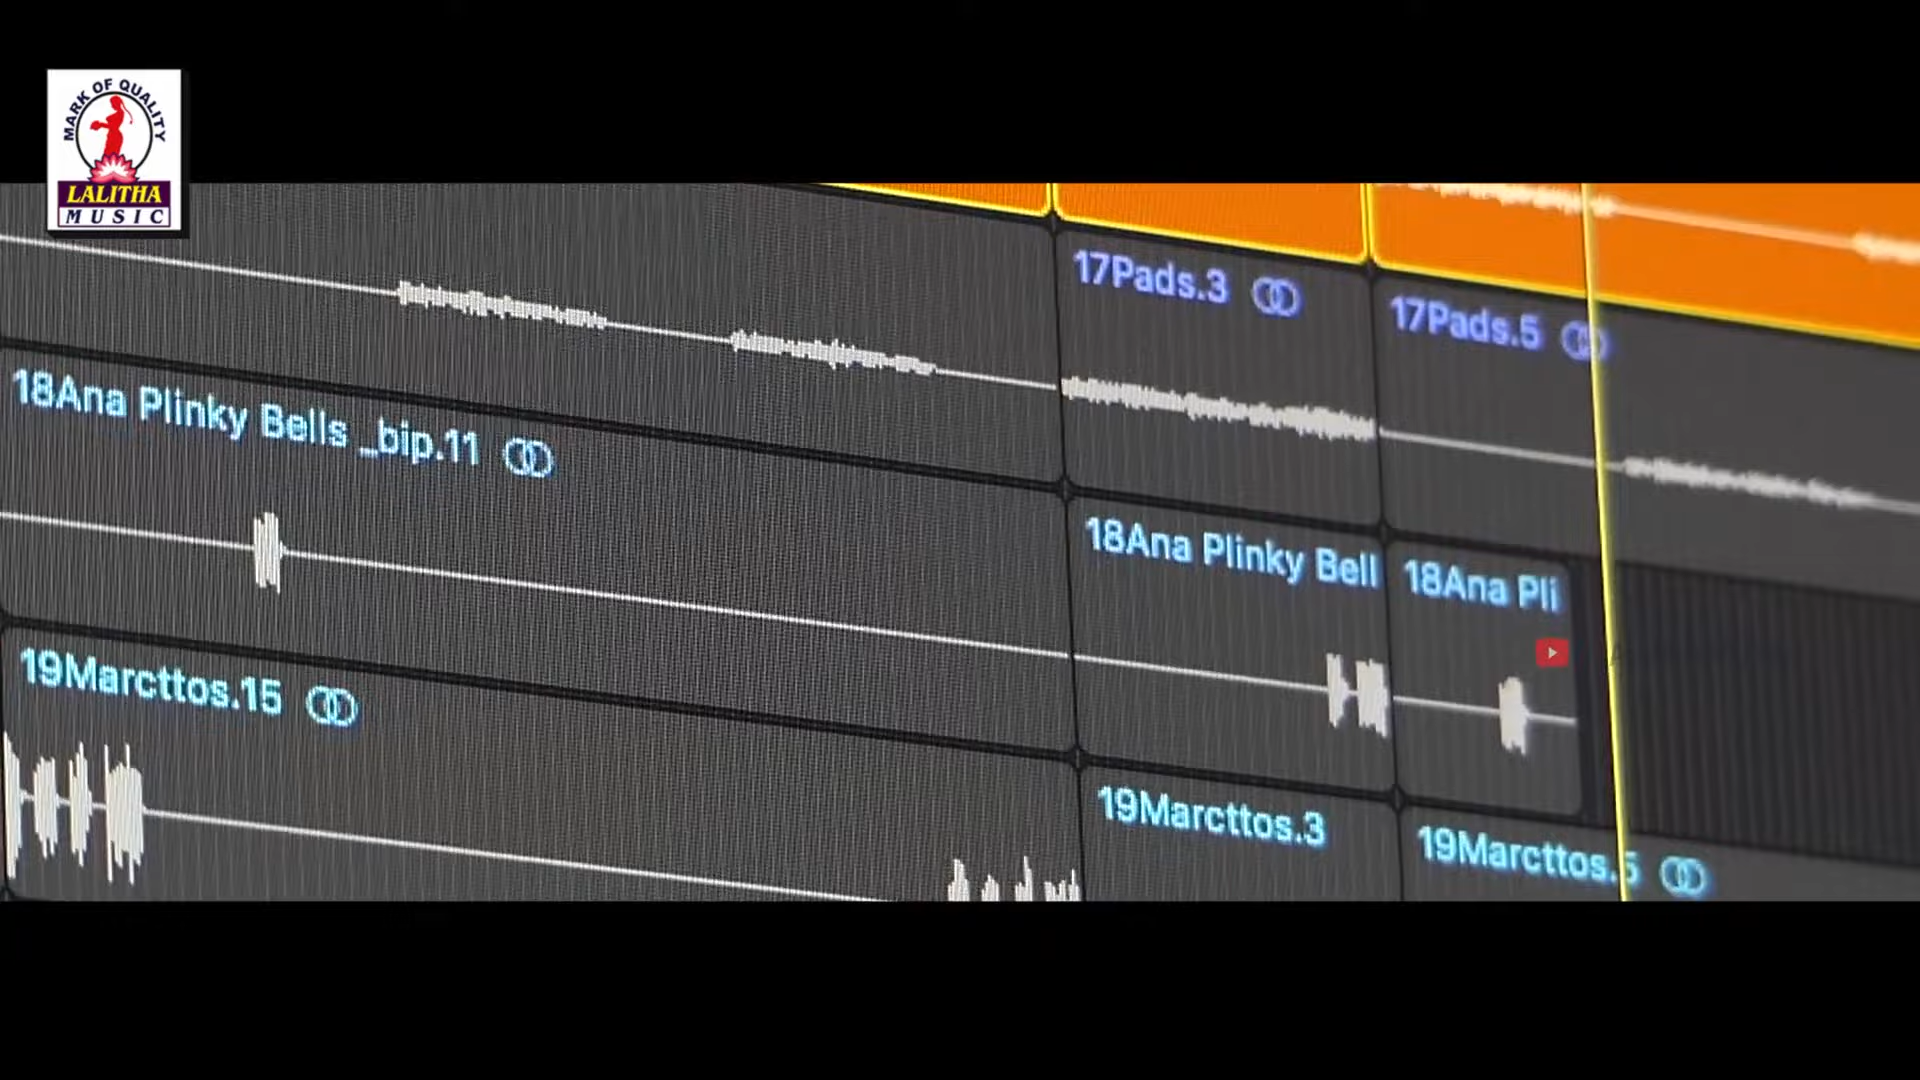 MARK OF QUALITY
LALITHA
MUSIC
17Pads.3
17Pads.5
18Ana Plinky Bells _bip.11
18Ana Plinky Bell
18Ana Pli
19Marcttos.15
19Marcttos.3
19Marcttos.5